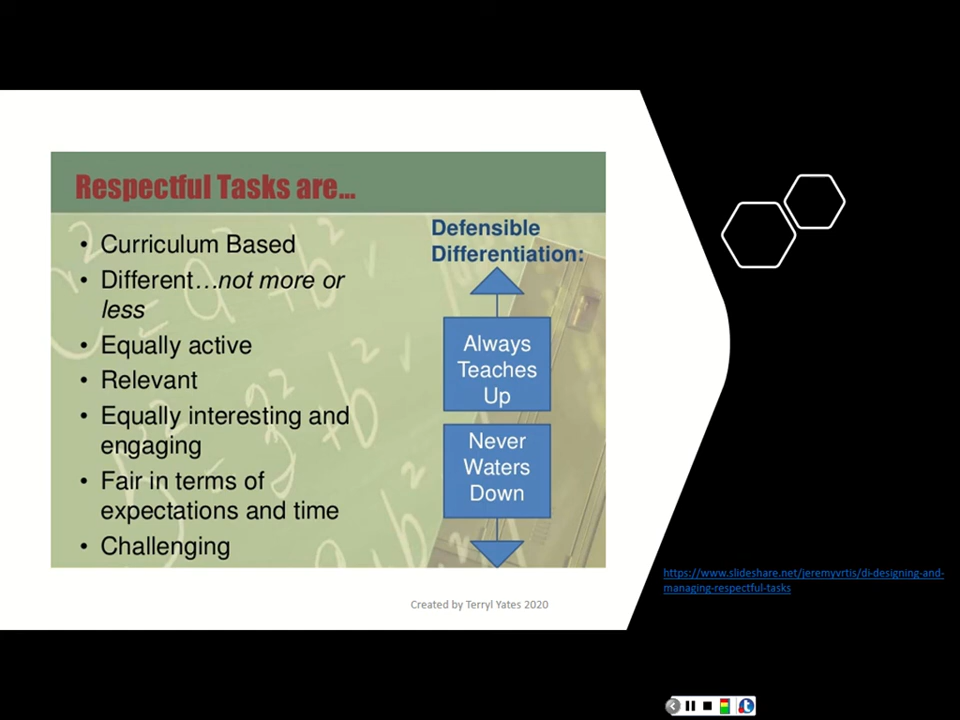 Respectful Tasks are...
• Curriculum Based
• Different…not more or
less
• Equally active
• Relevant
• Equally interesting and
engaging
• Fair in terms of
expectations and time
• Challenging
Defensible
Differentiation:
Always
Teaches
Up
Never
Waters
Down
Created by Terryl Yates 2020
https://www.slideshare.net/jeremyvrtis/di-designing-and-
managing-respectful-tasks